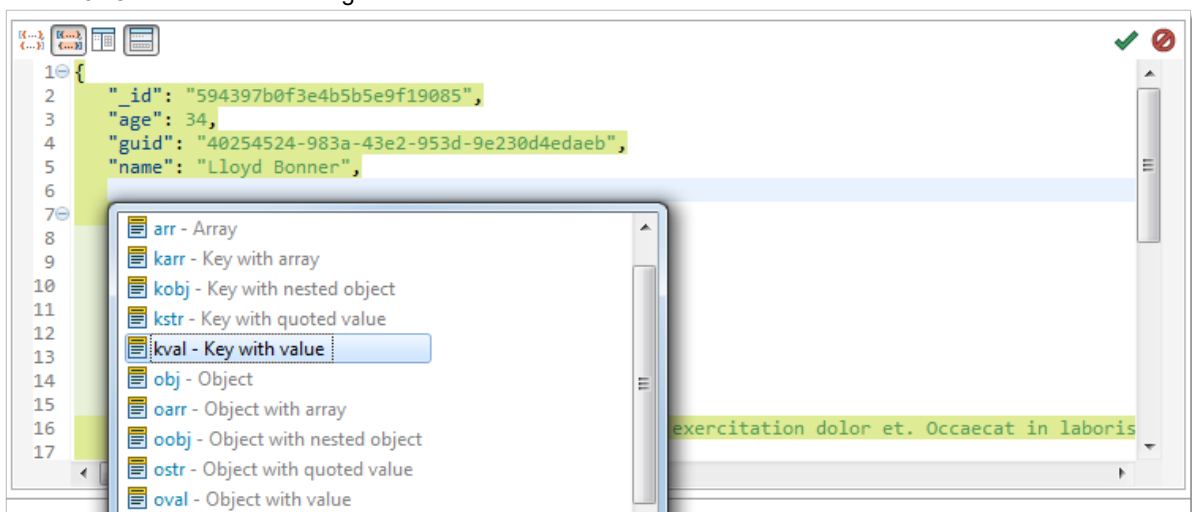 1 {
2 "_id": "594397b0f3e4b5b5e9f19085",
3 "age": 34,
4 "guid": "40254524-983a-43e2-953d-9e230d4edaeb",
5 "name": "Lloyd Bonner",
6
7
8
9
10
11
12
13
14
15
16 exercitation dolor et. Occaecat in laboris
17
arr - Array
karr - Key with array
kobj - Key with nested object
kstr - Key with quoted value
kval - Key with value
obj - Object
oarr - Object with array
oobj - Object with nested object
ostr - Object with quoted value
oval - Object with value